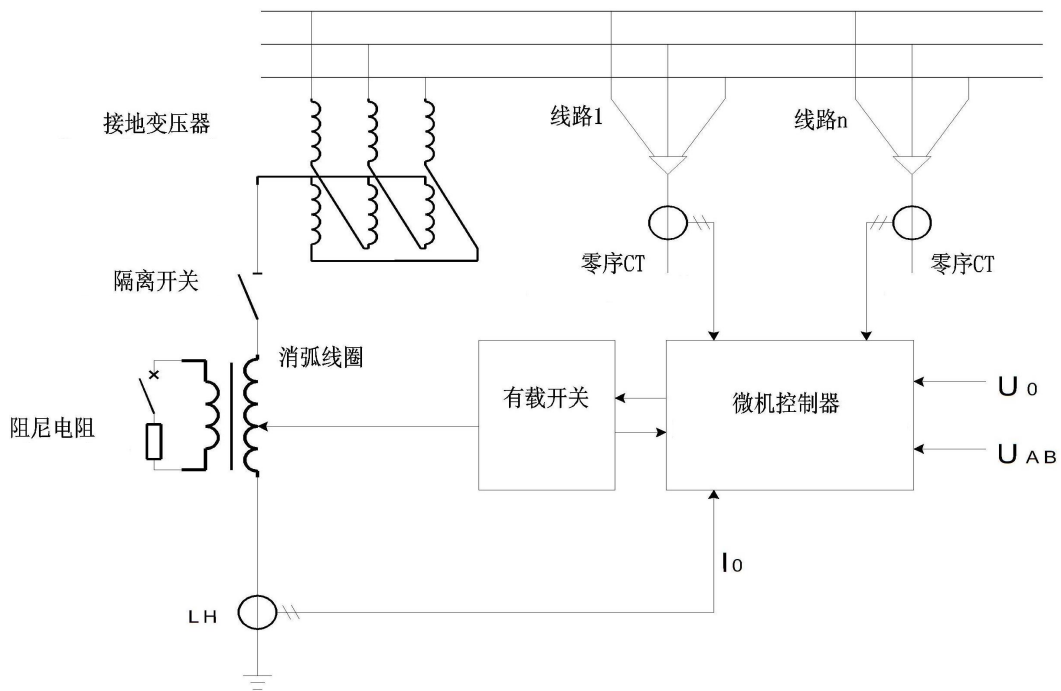 接地变压器
线路1
线路n
零序CT
零序CT
隔离开关
消弧线圈
有载开关
微机控制器
U0
阻尼电阻
UAB
I0
LH